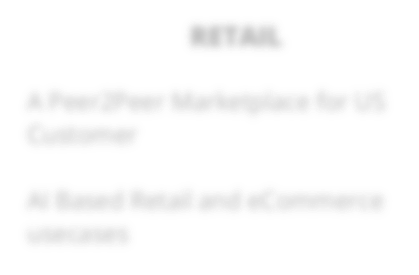 RETAIL
A Peer2Peer Marketplace for US
Customer
AI Based Retail and eCommerce
usecases